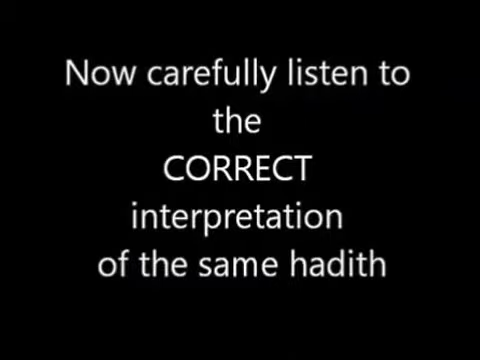 Now carefully listen to
the
CORRECT
interpretation
of the same hadith